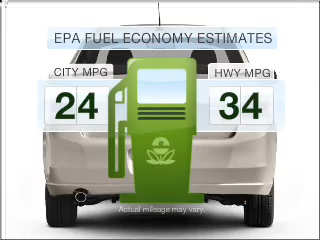 EPA FUEL ECONOMY ESTIMATES
CITY MPG
HWY MPG
24
34
Actual mileage may vary.